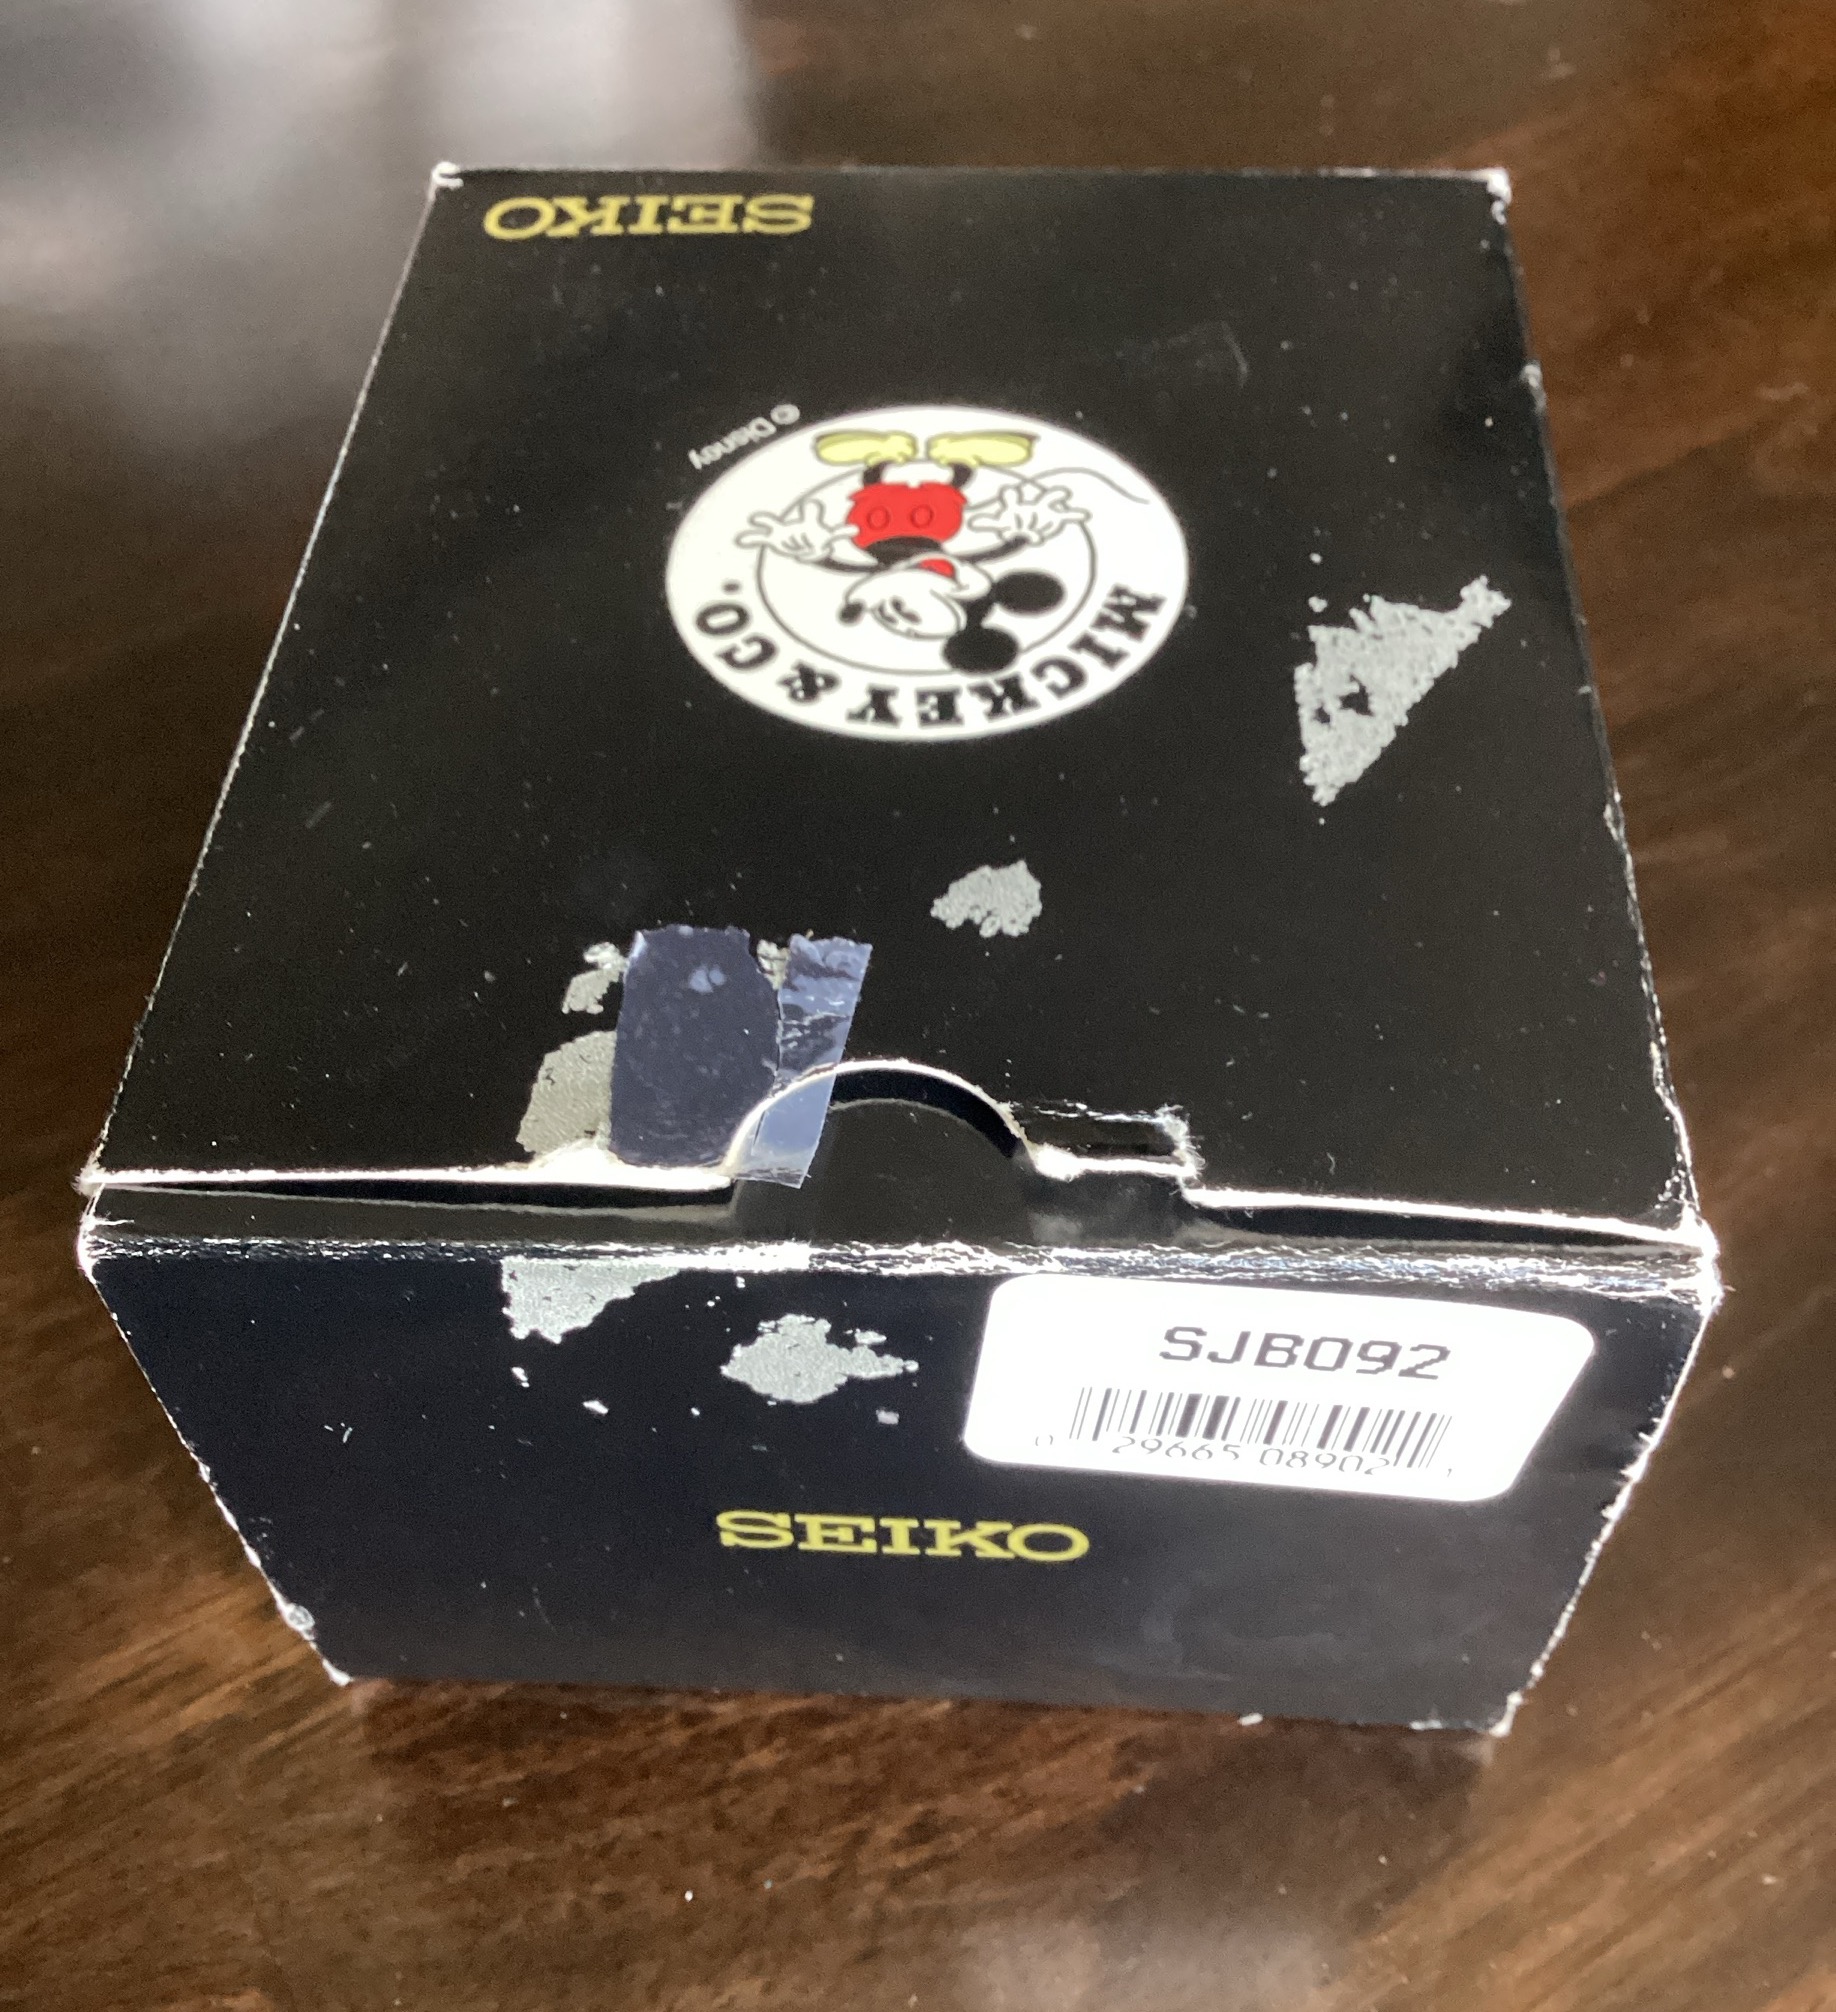 SEIKO
© Disney
MICKEY & CO.
SJB092
0 29665 08902 1
SEIKO